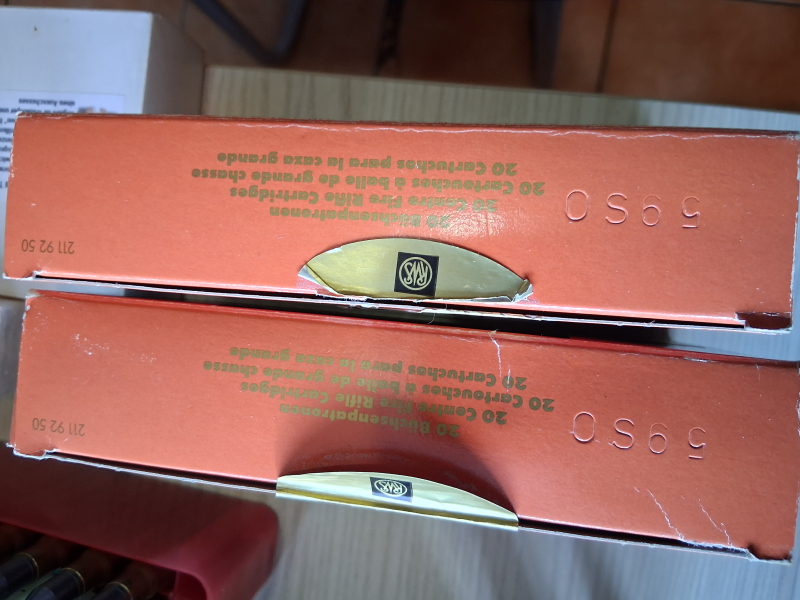 RWS
20 Büchsenpatronen
20 Centre Fire Rifle Cartridges
20 Cartouches à balle de grande chasse
20 Cartuchos para la caza grande
211 92 50
RWS
20 Büchsenpatronen
20 Centre Fire Rifle Cartridges
20 Cartouches à balle de grande chasse
20 Cartuchos para la caza grande
211 92 50